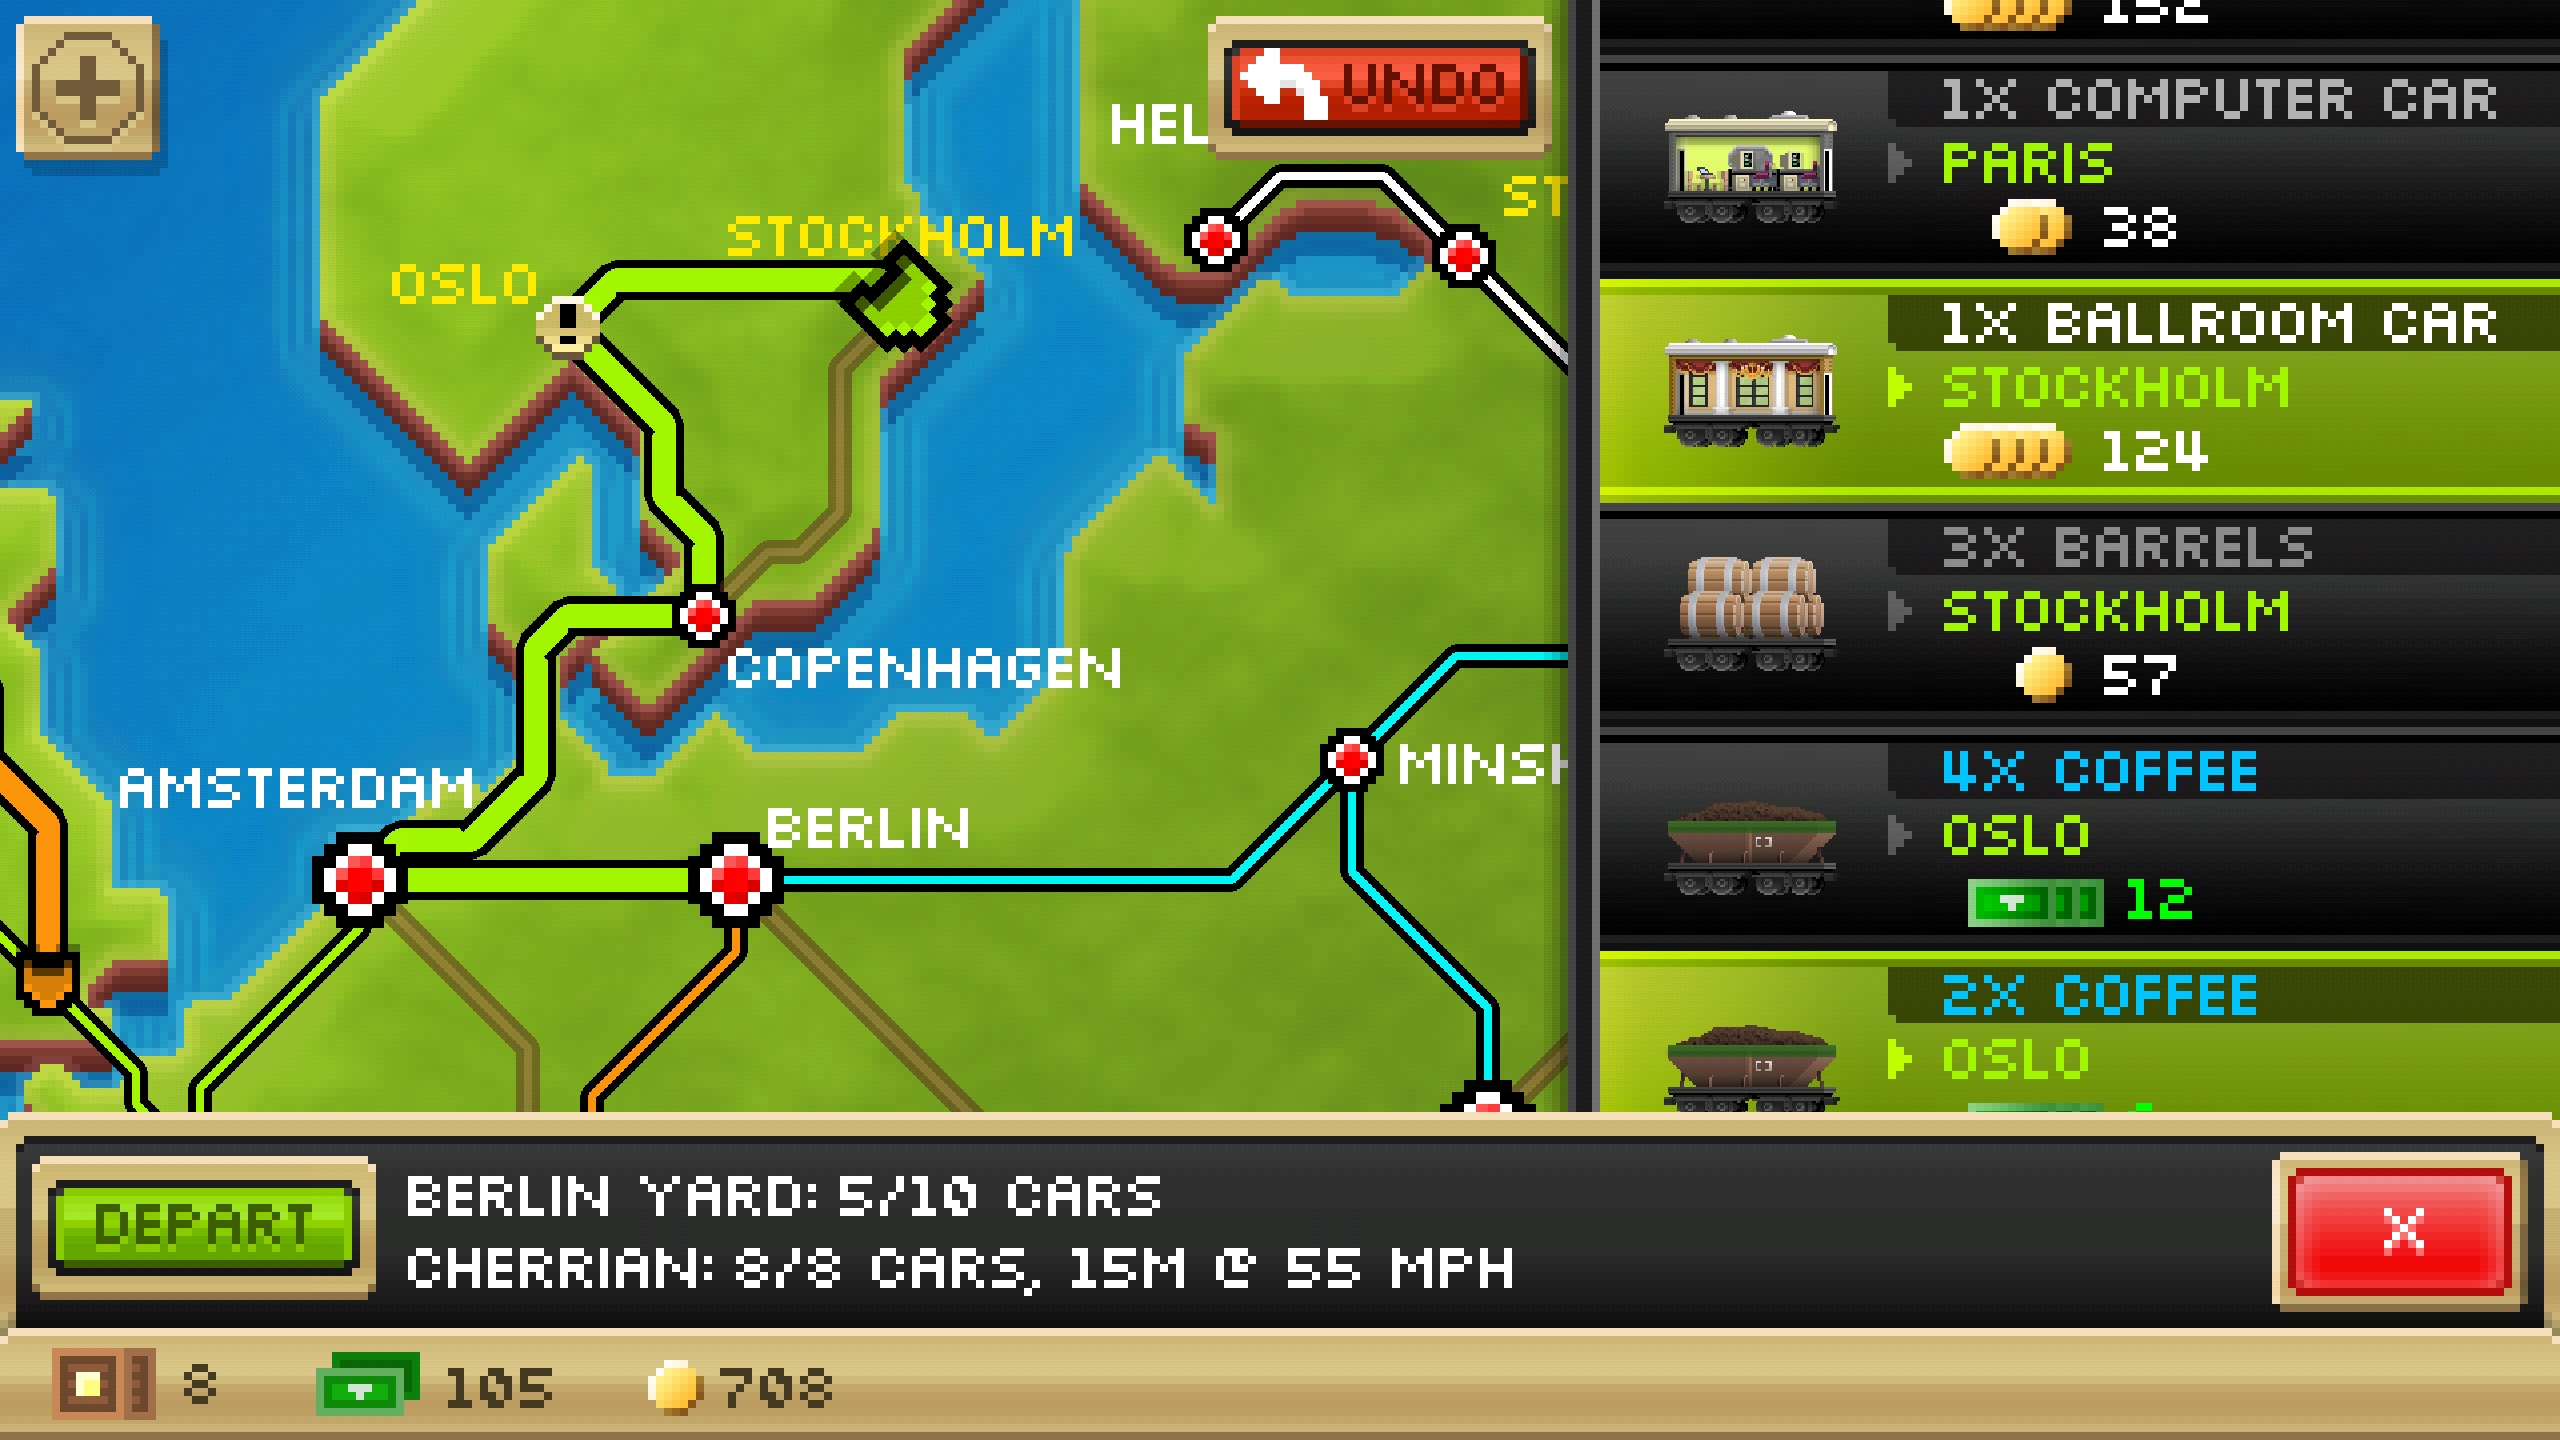 UNDO
HEL
ST
STOCKHOLM
OSLO
COPENHAGEN
AMSTERDAM
BERLIN
MINSK
1X COMPUTER CAR
PARIS
38
1X BALLROOM CAR
STOCKHOLM
124
3X BARRELS
STOCKHOLM
57
4X COFFEE
OSLO
12
2X COFFEE
OSLO
DEPART
BERLIN YARD: 5/10 CARS
CHERRIAN: 8/8 CARS, 15M @ 55 MPH
X
8
105
708